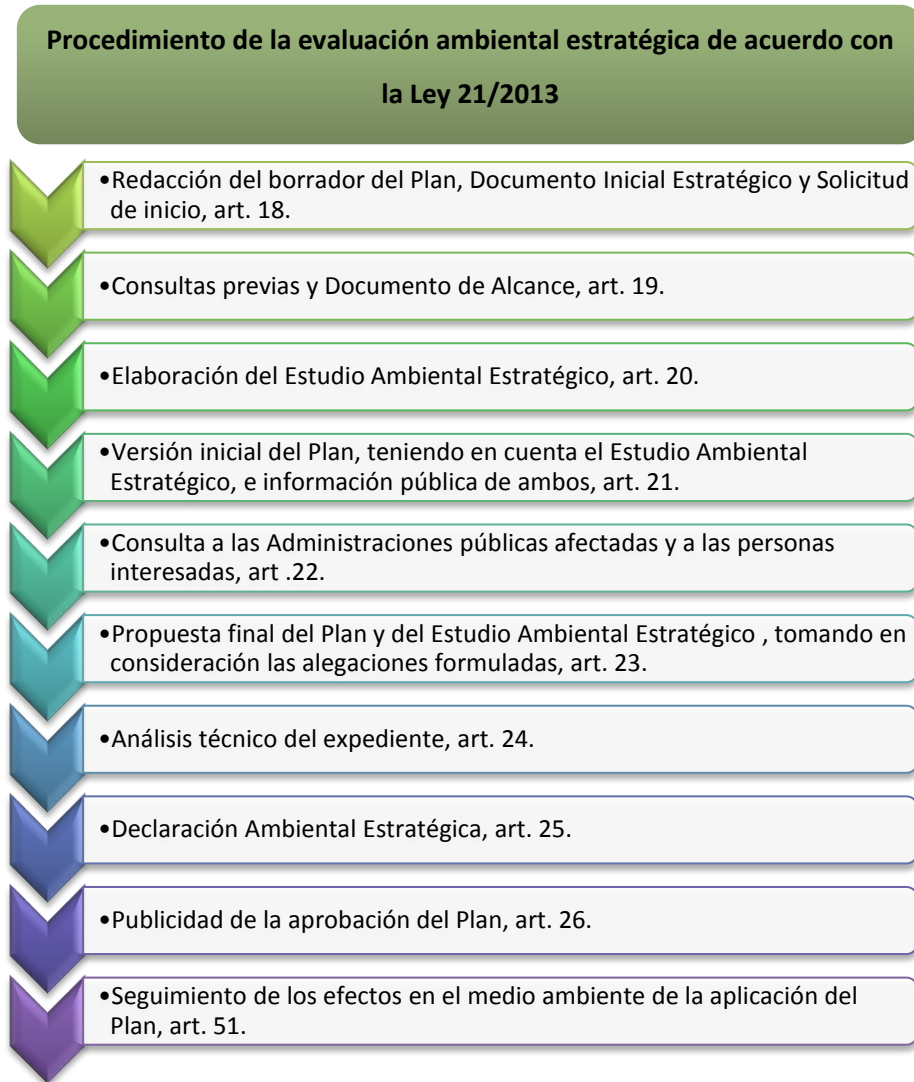 Procedimiento de la evaluación ambiental estratégica de acuerdo con
la Ley 21/2013
•Redacción del borrador del Plan, Documento Inicial Estratégico y Solicitud
de inicio, art. 18.
•Consultas previas y Documento de Alcance, art. 19.
•Elaboración del Estudio Ambiental Estratégico, art. 20.
•Versión inicial del Plan, teniendo en cuenta el Estudio Ambiental
Estratégico, e información pública de ambos, art. 21.
•Consulta a las Administraciones públicas afectadas y a las personas
interesadas, art .22.
•Propuesta final del Plan y del Estudio Ambiental Estratégico , tomando en
consideración las alegaciones formuladas, art. 23.
•Análisis técnico del expediente, art. 24.
•Declaración Ambiental Estratégica, art. 25.
•Publicidad de la aprobación del Plan, art. 26.
•Seguimiento de los efectos en el medio ambiente de la aplicación del
Plan, art. 51.